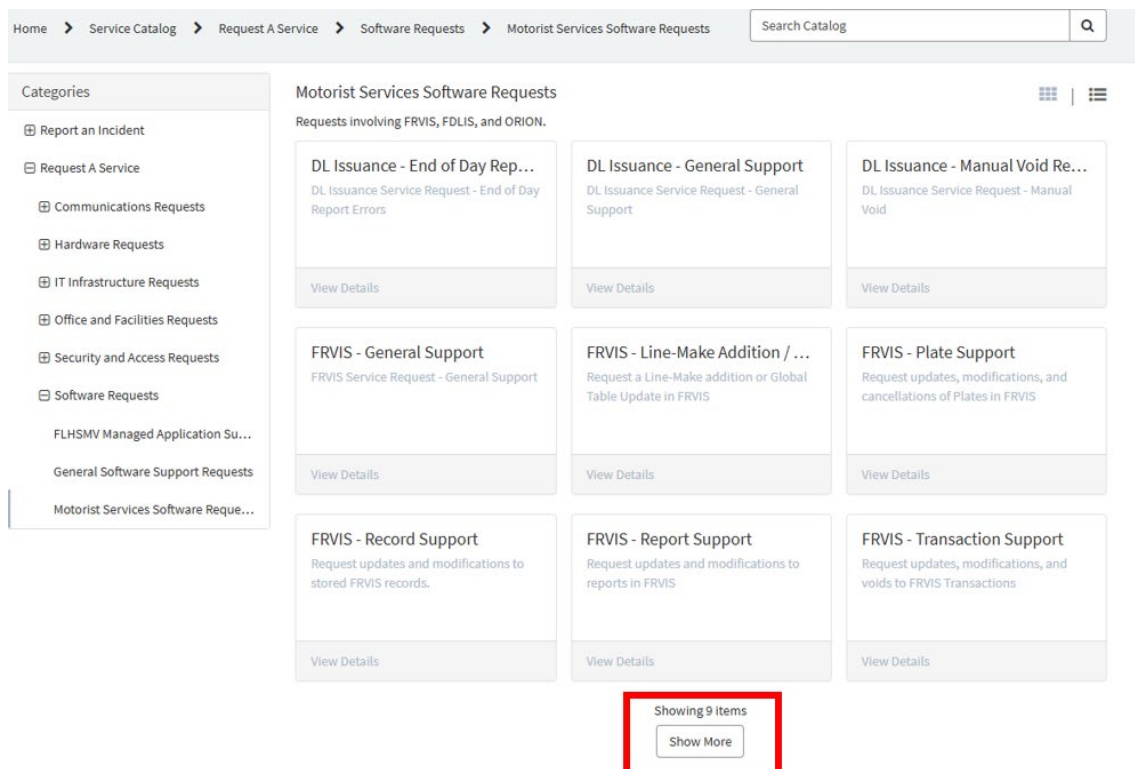 Home > Service Catalog > Request A Service > Software Requests > Motorist Services Software Requests
Search Catalog
Categories
Report an Incident
Request A Service
Communications Requests
Hardware Requests
IT Infrastructure Requests
Office and Facilities Requests
Security and Access Requests
Software Requests
FLHSMV Managed Application Su...
General Software Support Requests
Motorist Services Software Reque...
Motorist Services Software Requests
Requests involving FRVIS, FDLIS, and ORION.
DL Issuance - End of Day Rep...
DL Issuance Service Request - End of Day
Report Errors
View Details
DL Issuance - General Support
DL Issuance Service Request - General
Support
View Details
DL Issuance - Manual Void Re...
DL Issuance Service Request - Manual
Void
View Details
FRVIS - General Support
FRVIS Service Request - General Support
View Details
FRVIS - Line-Make Addition / ...
Request a Line-Make addition or Global
Table Update in FRVIS
View Details
FRVIS - Plate Support
Request updates, modifications, and
cancellations of Plates in FRVIS
View Details
FRVIS - Record Support
Request updates and modifications to
stored FRVIS records.
View Details
FRVIS - Report Support
Request updates and modifications to
reports in FRVIS
View Details
FRVIS - Transaction Support
Request updates, modifications, and
voids to FRVIS Transactions
View Details
Showing 9 items
Show More